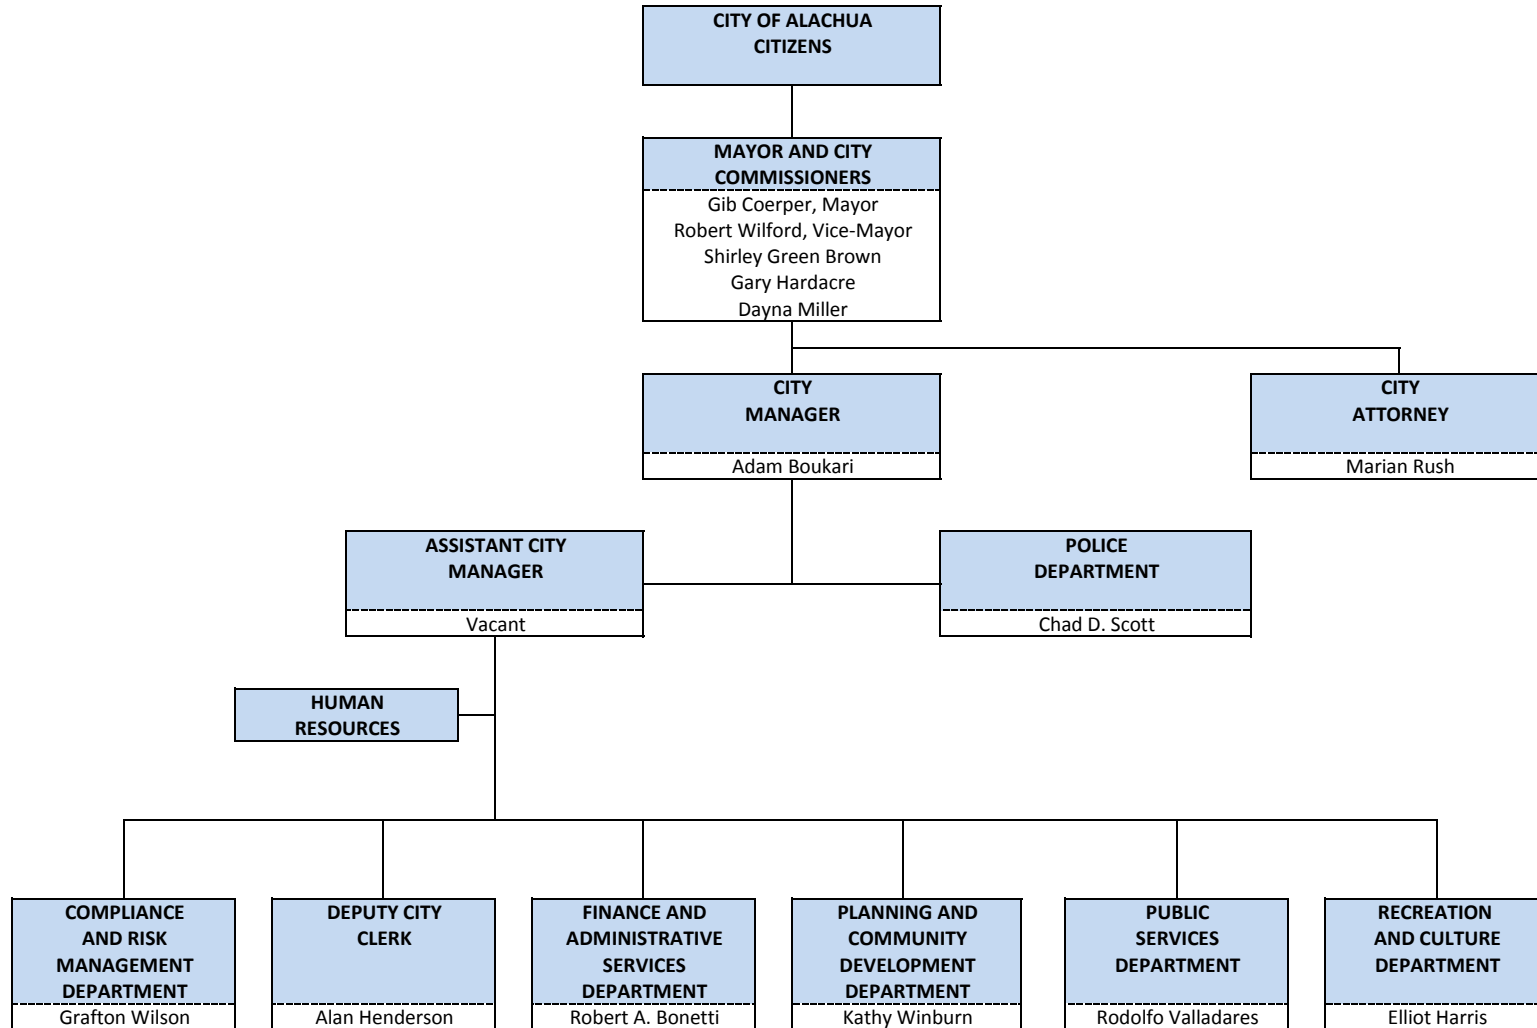 CITY OF ALACHUA
CITIZENS
MAYOR AND CITY
COMMISSIONERS
Gib Coerper, Mayor
Robert Wilford, Vice-Mayor
Shirley Green Brown
Gary Hardacre
Dayna Miller
CITY
MANAGER
Adam Boukari
CITY
ATTORNEY
Marian Rush
ASSISTANT CITY
MANAGER
Vacant
POLICE
DEPARTMENT
Chad D. Scott
HUMAN
RESOURCES
COMPLIANCE
AND RISK
MANAGEMENT
DEPARTMENT
Grafton Wilson
DEPUTY CITY
CLERK
Alan Henderson
FINANCE AND
ADMINISTRATIVE
SERVICES
DEPARTMENT
Robert A. Bonetti
PLANNING AND
COMMUNITY
DEVELOPMENT
DEPARTMENT
Kathy Winburn
PUBLIC
SERVICES
DEPARTMENT
Rodolfo Valladares
RECREATION
AND CULTURE
DEPARTMENT
Elliot Harris